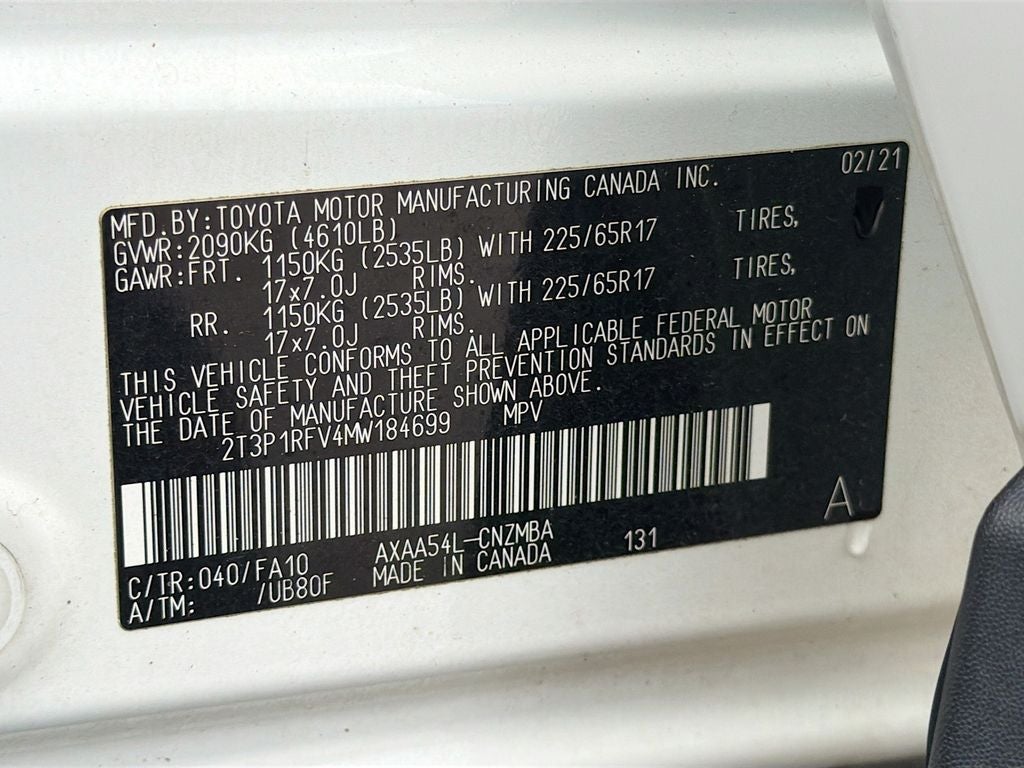 02/21
MFD.BY:TOYOTA MOTOR MANUFACTURING CANADA INC.
GVWR:2090KG (4610LB)
GAWR:FRT. 1150KG (2535LB) WITH 225/65R17 TIRES,
17x7.0J RIMS.
RR. 1150KG (2535LB) WITH 225/65R17 TIRES,
17x7.0J RIMS.
THIS VEHICLE CONFORMS TO ALL APPLICABLE FEDERAL MOTOR
VEHICLE SAFETY AND THEFT PREVENTION STANDARDS IN EFFECT ON
THE DATE OF MANUFACTURE SHOWN ABOVE.
2T3P1RFV4MW184699 MPV
A
C/TR:040/FA10 AXAA54L-CNZMBA 131
A/TM: /UB80F MADE IN CANADA